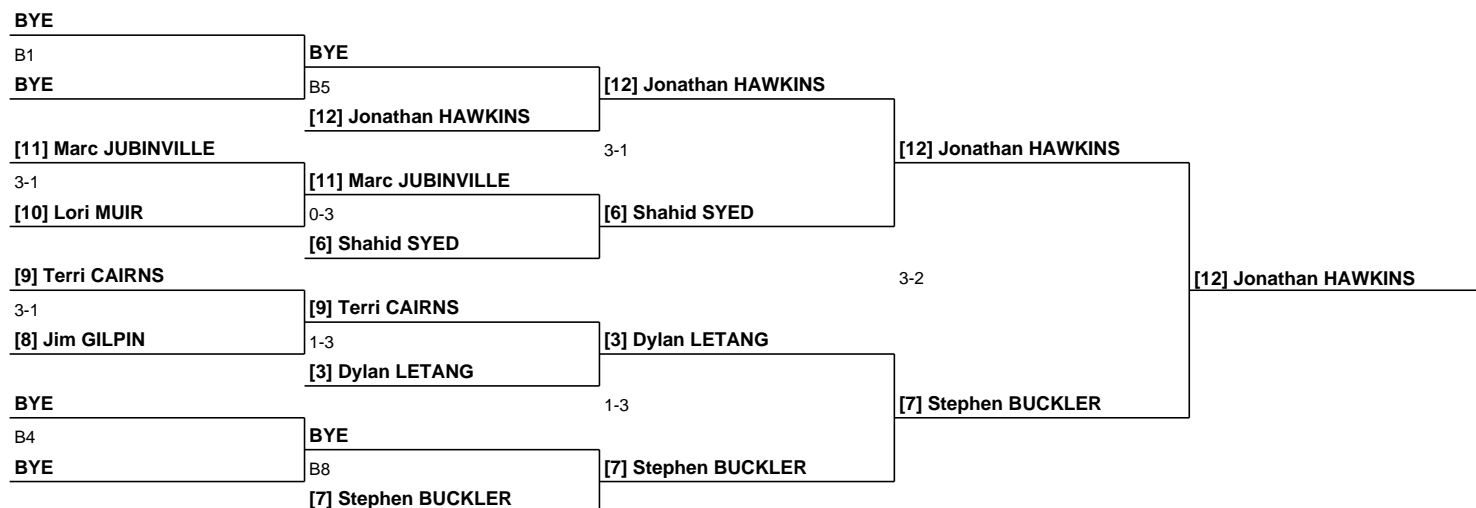 BYE
B1
BYE
BYE
B5
[12] Jonathan HAWKINS
[12] Jonathan HAWKINS
[11] Marc JUBINVILLE
3-1
[12] Jonathan HAWKINS
3-1
[11] Marc JUBINVILLE
[10] Lori MUIR
0-3
[6] Shahid SYED
[6] Shahid SYED
[9] Terri CAIRNS
3-2
[12] Jonathan HAWKINS
3-1
[9] Terri CAIRNS
[8] Jim GILPIN
1-3
[3] Dylan LETANG
[3] Dylan LETANG
BYE
1-3
[7] Stephen BUCKLER
B4
BYE
BYE
B8
[7] Stephen BUCKLER
[7] Stephen BUCKLER